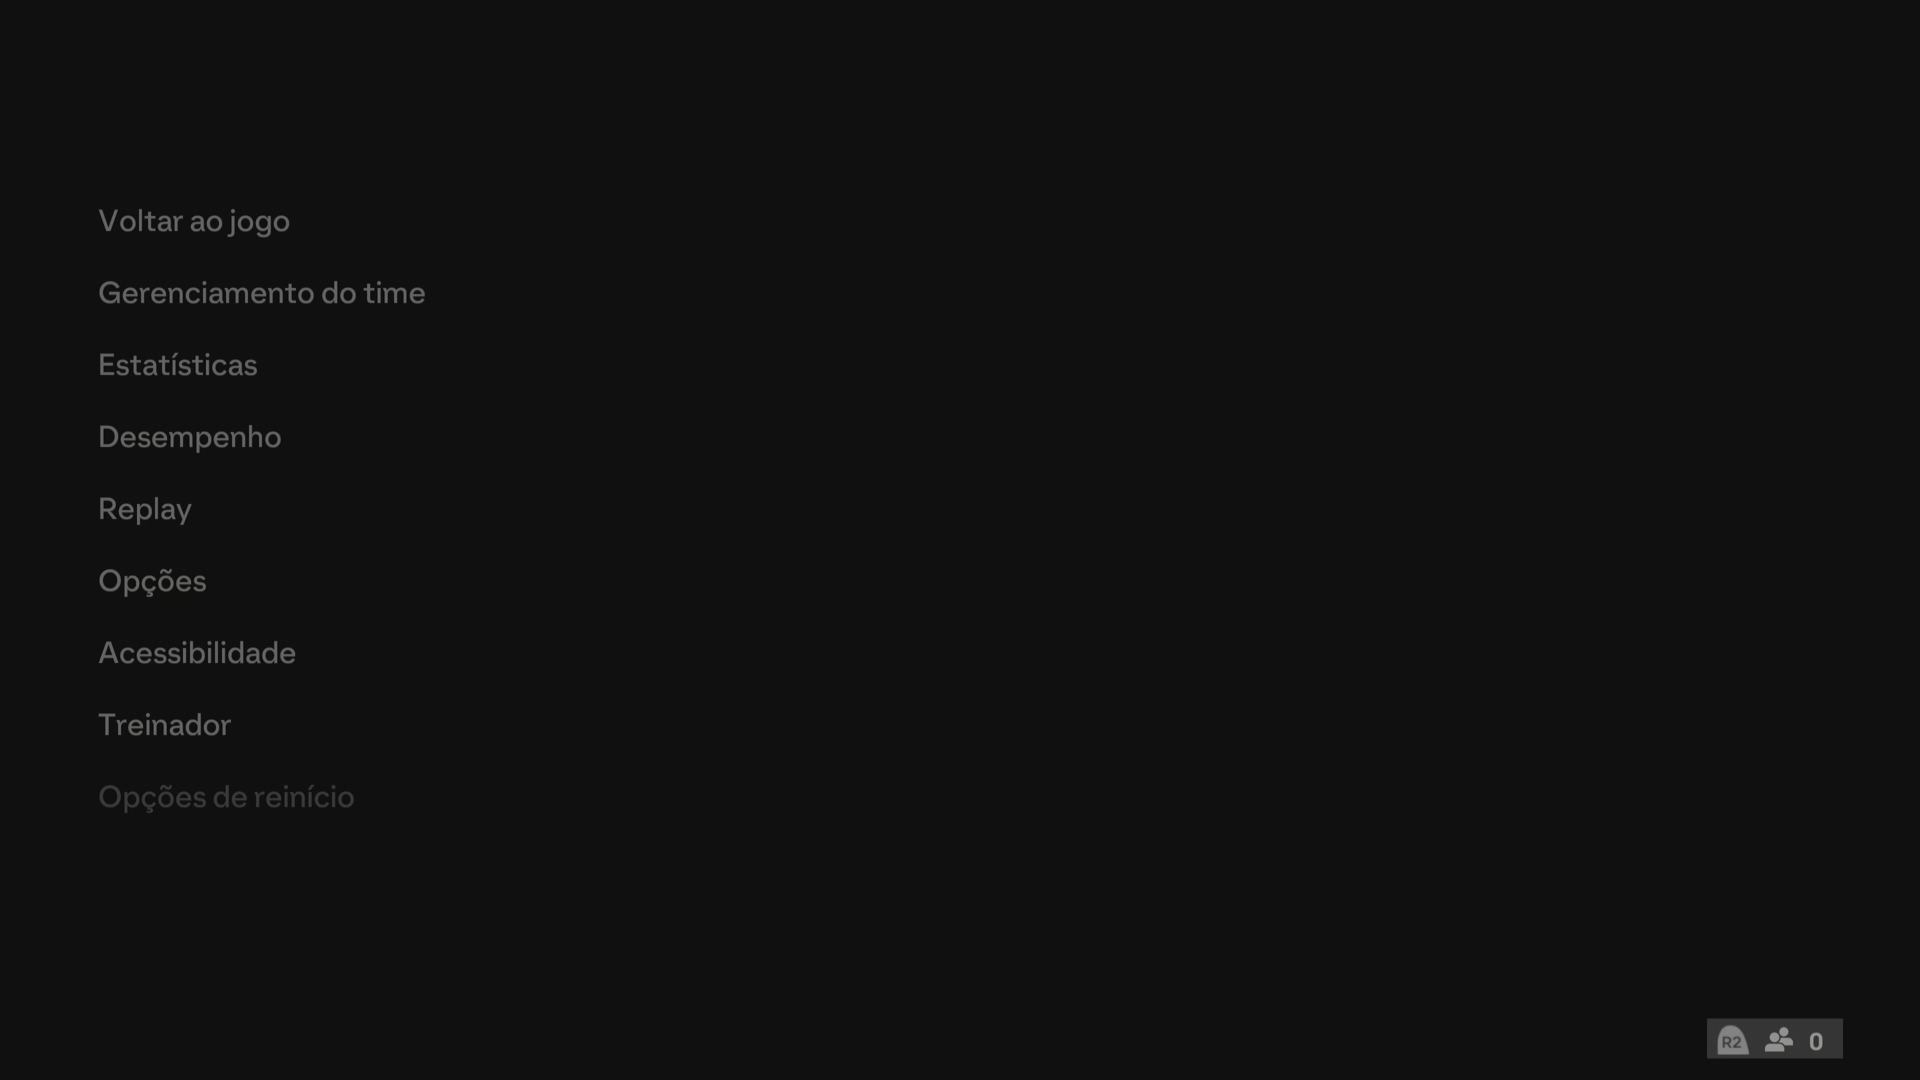 Voltar ao jogo
Gerenciamento do time
Estatísticas
Desempenho
Replay
Opções
Acessibilidade
Treinador
Opções de reinício
R2 0